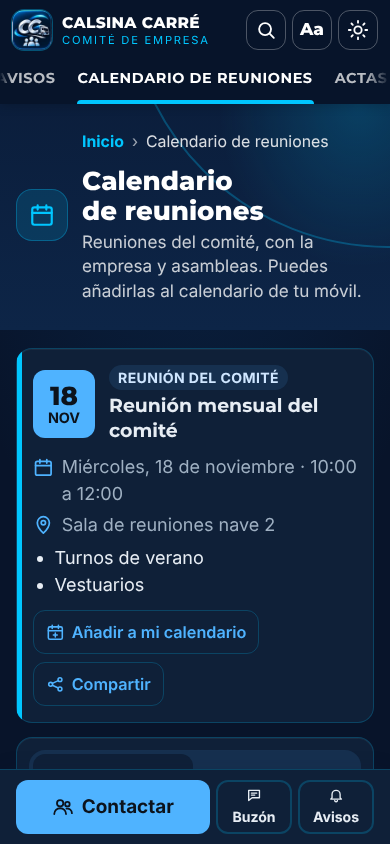 CALSINA CARRÉ
COMITÉ DE EMPRESA
Aa
AVISOS CALENDARIO DE REUNIONES ACTAS
Inicio › Calendario de reuniones
Calendario
de reuniones
Reuniones del comité, con la
empresa y asambleas. Puedes
añadirlas al calendario de tu móvil.
18
NOV
REUNIÓN DEL COMITÉ
Reunión mensual del
comité
Miércoles, 18 de noviembre · 10:00
a 12:00
Sala de reuniones nave 2
• Turnos de verano
• Vestuarios
Añadir a mi calendario
Compartir
Contactar
Buzón
Avisos